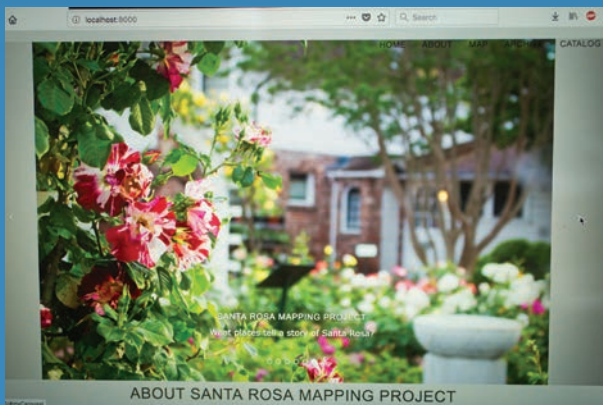 localhost:8000
Search
HOME ABOUT MAP ARCHIVE CATALOG
SANTA ROSA MAPPING PROJECT
What places tell a story of Santa Rosa?
ABOUT SANTA ROSA MAPPING PROJECT